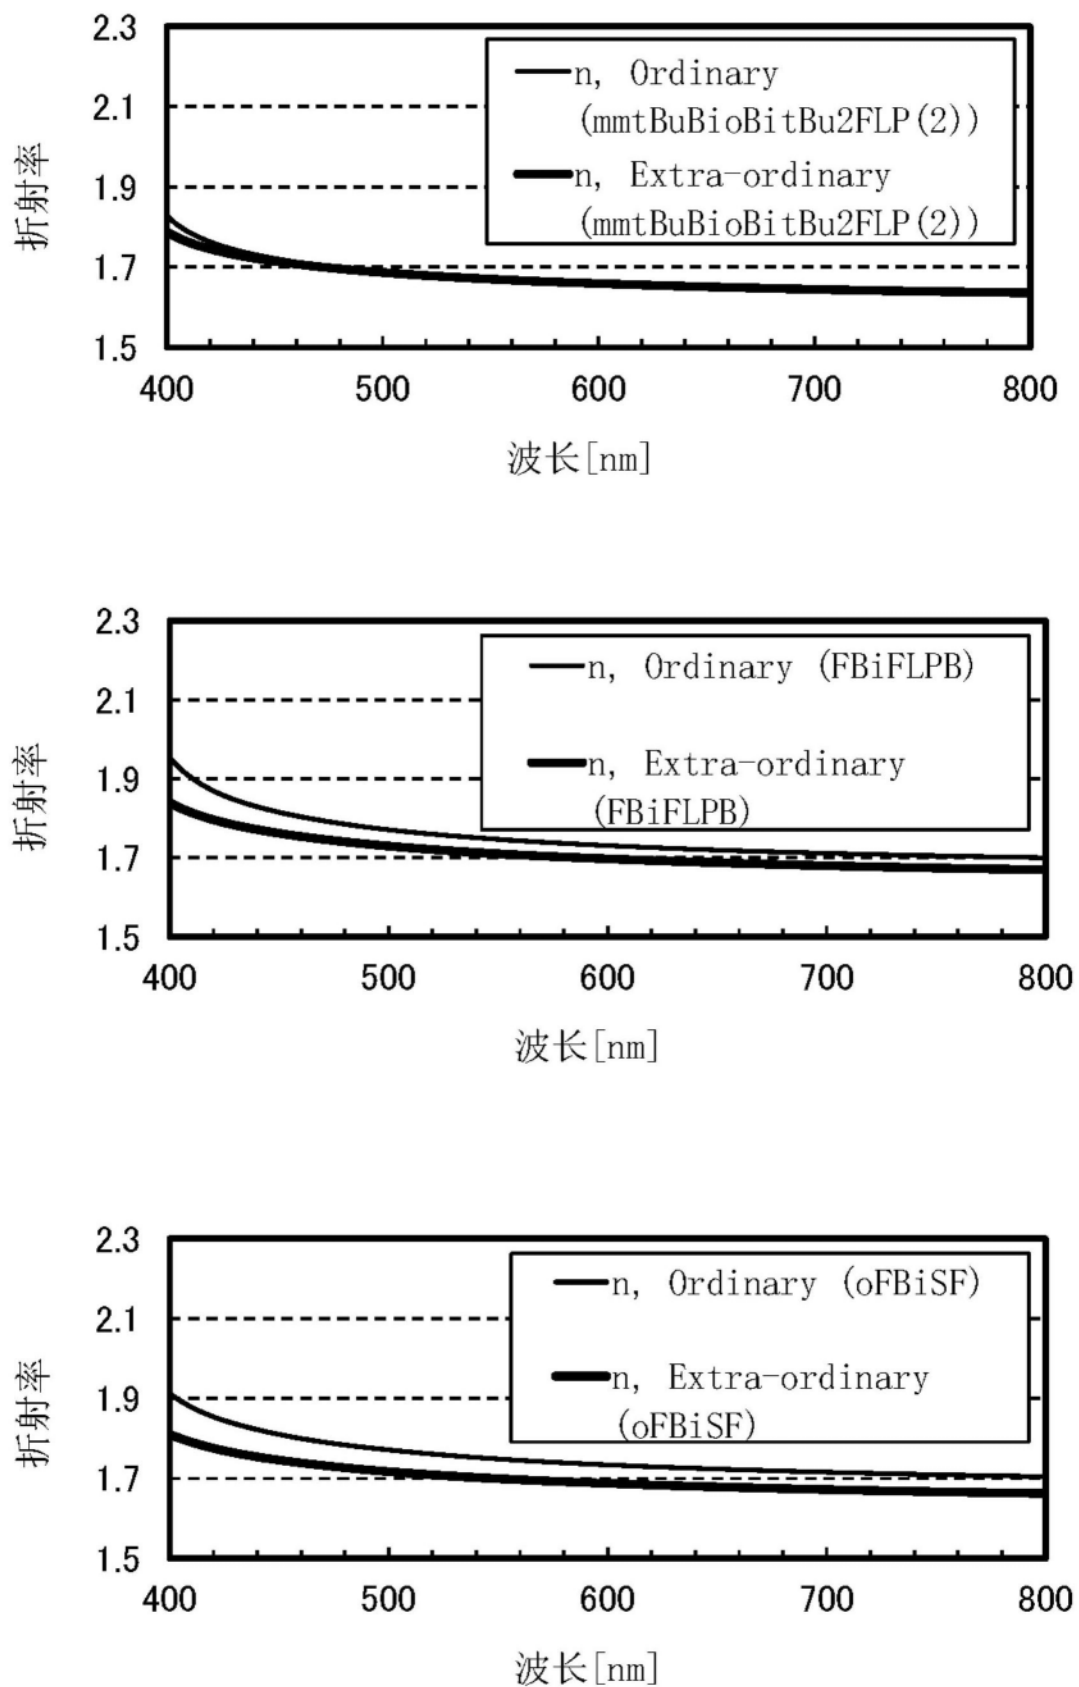 2.3
2.1
1.9
1.7
1.5
折射率
n, Ordinary
(mmtBuBioBitBu2FLP(2))
n, Extra-ordinary
(mmtBuBioBitBu2FLP(2))
400 500 600 700 800
波长[nm]
2.3
2.1
1.9
1.7
1.5
折射率
n, Ordinary (FBiFLPB)
n, Extra-ordinary
(FBiFLPB)
400 500 600 700 800
波长[nm]
2.3
2.1
1.9
1.7
1.5
折射率
n, Ordinary (oFBiSF)
n, Extra-ordinary
(oFBiSF)
400 500 600 700 800
波长[nm]